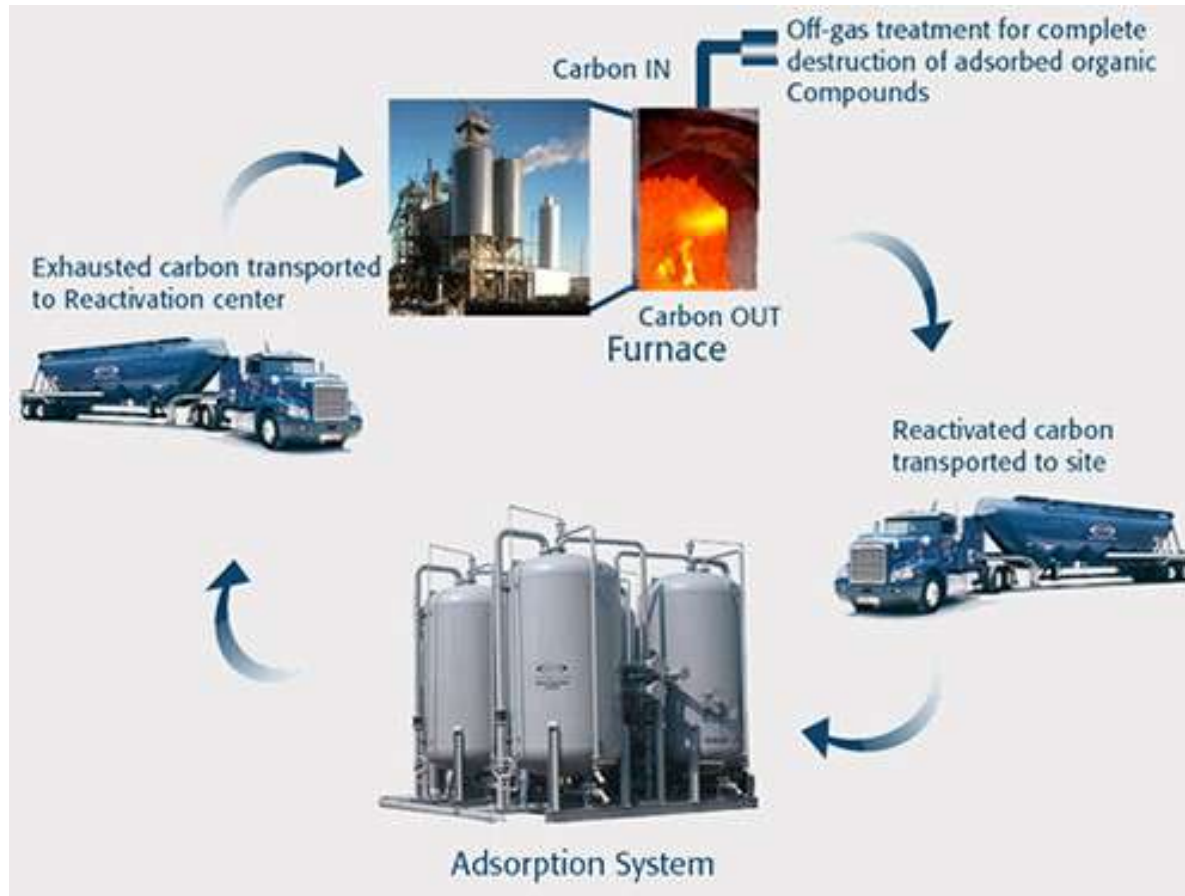 Off-gas treatment for complete
destruction of adsorbed organic
Compounds
Carbon IN
Exhausted carbon transported
to Reactivation center
Carbon OUT
Furnace
Reactivated carbon
transported to site
Adsorption System